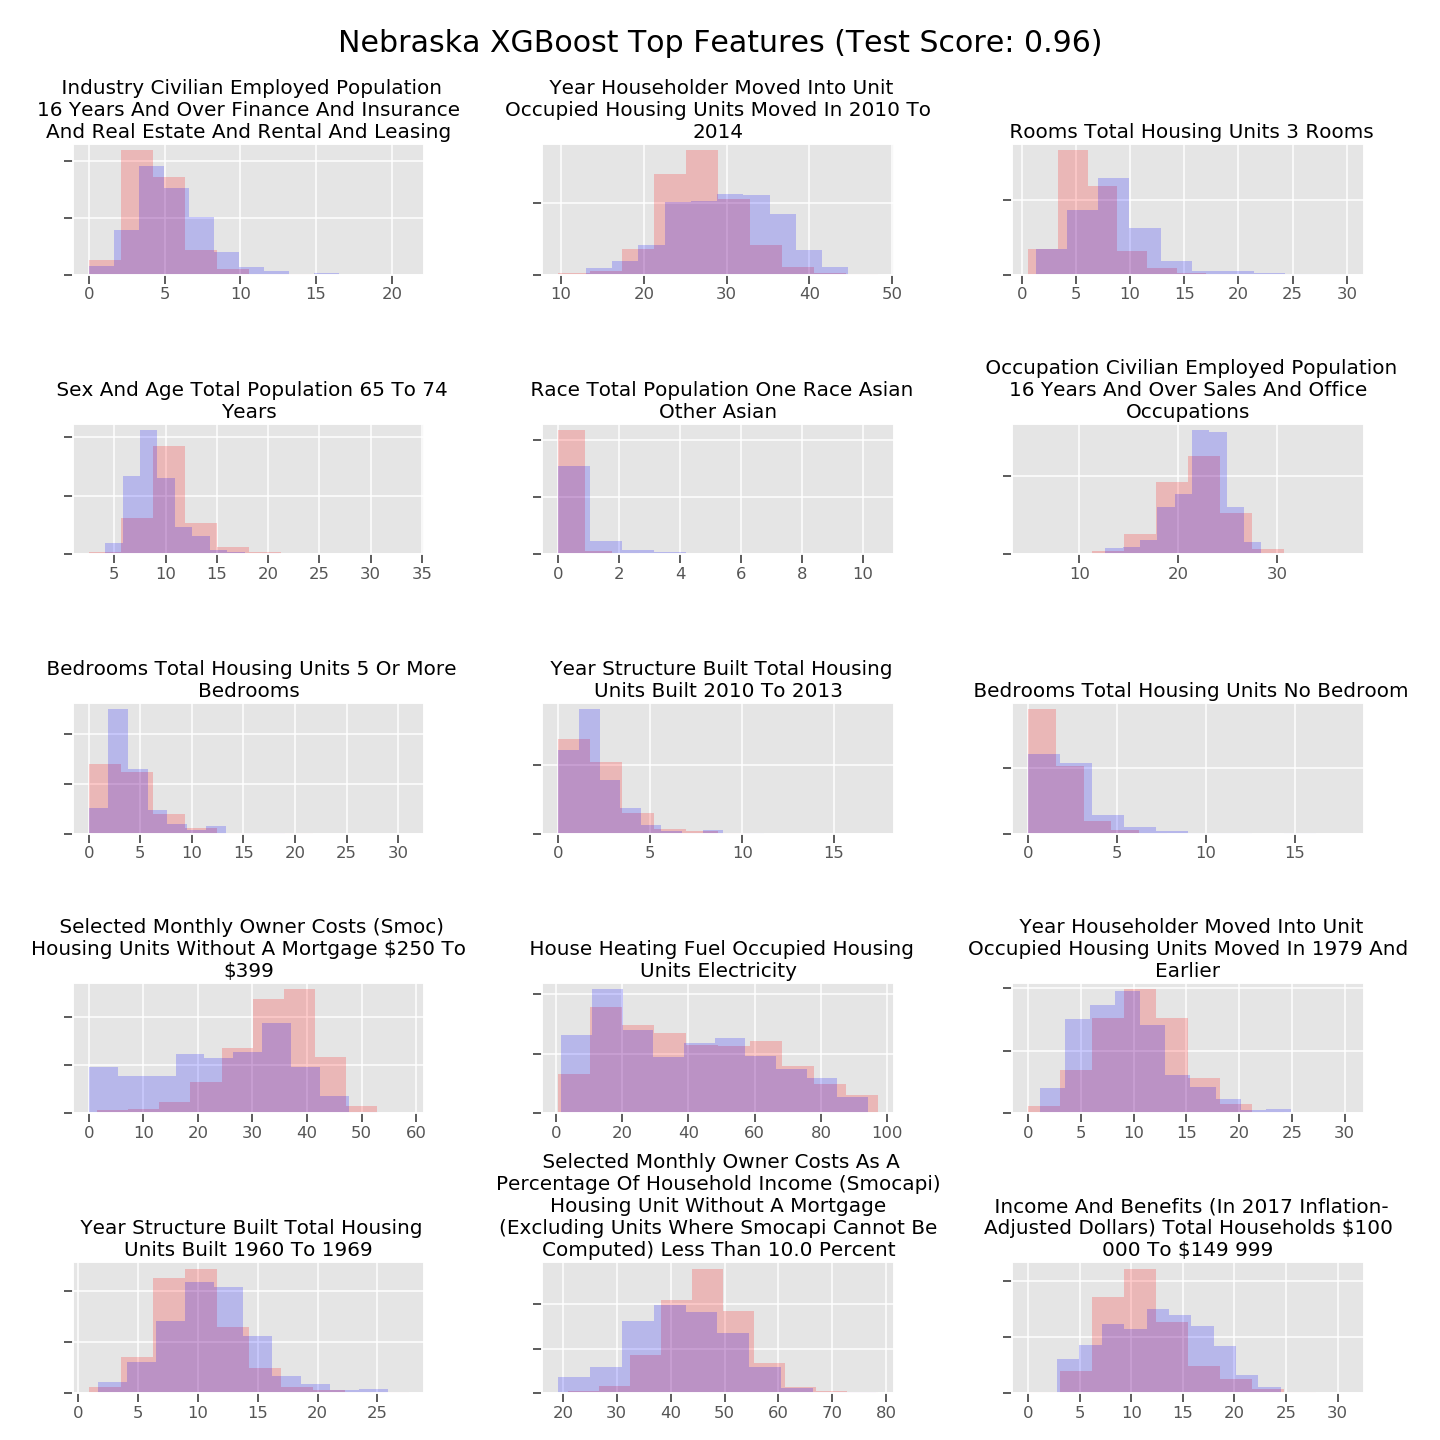 Nebraska XGBoost Top Features (Test Score: 0.96)
Industry Civilian Employed Population
16 Years And Over Finance And Insurance
And Real Estate And Rental And Leasing
0 5 10 15 20
Year Householder Moved Into Unit
Occupied Housing Units Moved In 2010 To
2014
10 20 30 40 50
Rooms Total Housing Units 3 Rooms
0 5 10 15 20 25 30
Sex And Age Total Population 65 To 74
Years
5 10 15 20 25 30 35
Race Total Population One Race Asian
Other Asian
0 2 4 6 8 10
Occupation Civilian Employed Population
16 Years And Over Sales And Office
Occupations
10 20 30
Bedrooms Total Housing Units 5 Or More
Bedrooms
0 5 10 15 20 25 30
Year Structure Built Total Housing
Units Built 2010 To 2013
0 5 10 15
Bedrooms Total Housing Units No Bedroom
0 5 10 15
Selected Monthly Owner Costs (Smoc)
Housing Units Without A Mortgage $250 To
$399
0 10 20 30 40 50 60
House Heating Fuel Occupied Housing
Units Electricity
0 20 40 60 80 100
Year Householder Moved Into Unit
Occupied Housing Units Moved In 1979 And
Earlier
0 5 10 15 20 25 30
Year Structure Built Total Housing
Units Built 1960 To 1969
0 5 10 15 20 25
Selected Monthly Owner Costs As A
Percentage Of Household Income (Smocapi)
Housing Unit Without A Mortgage
(Excluding Units Where Smocapi Cannot Be
Computed) Less Than 10.0 Percent
20 30 40 50 60 70 80
Income And Benefits (In 2017 Inflation-
Adjusted Dollars) Total Households $100
000 To $149 999
0 5 10 15 20 25 30